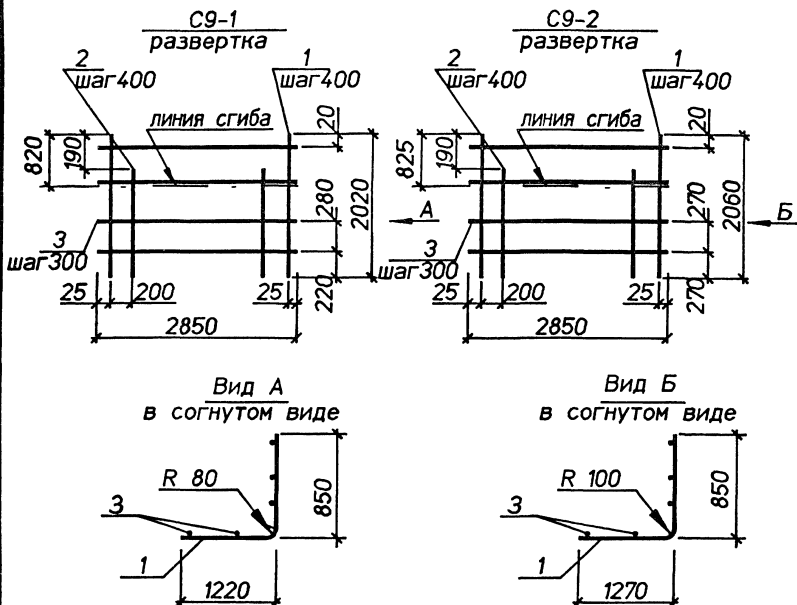 С9-1
развертка
2
шаг400
1
шаг400
линия сгиба
20
820
190
280
2020
А
3
шаг300
25
200
25
220
2850
С9-2
развертка
2
шаг400
1
шаг400
линия сгиба
20
825
190
270
2060
Б
3
шаг300
25
200
25
270
2850
Вид А
в согнутом виде
R 80
3
850
1
1220
Вид Б
в согнутом виде
R 100
3
850
1
1270